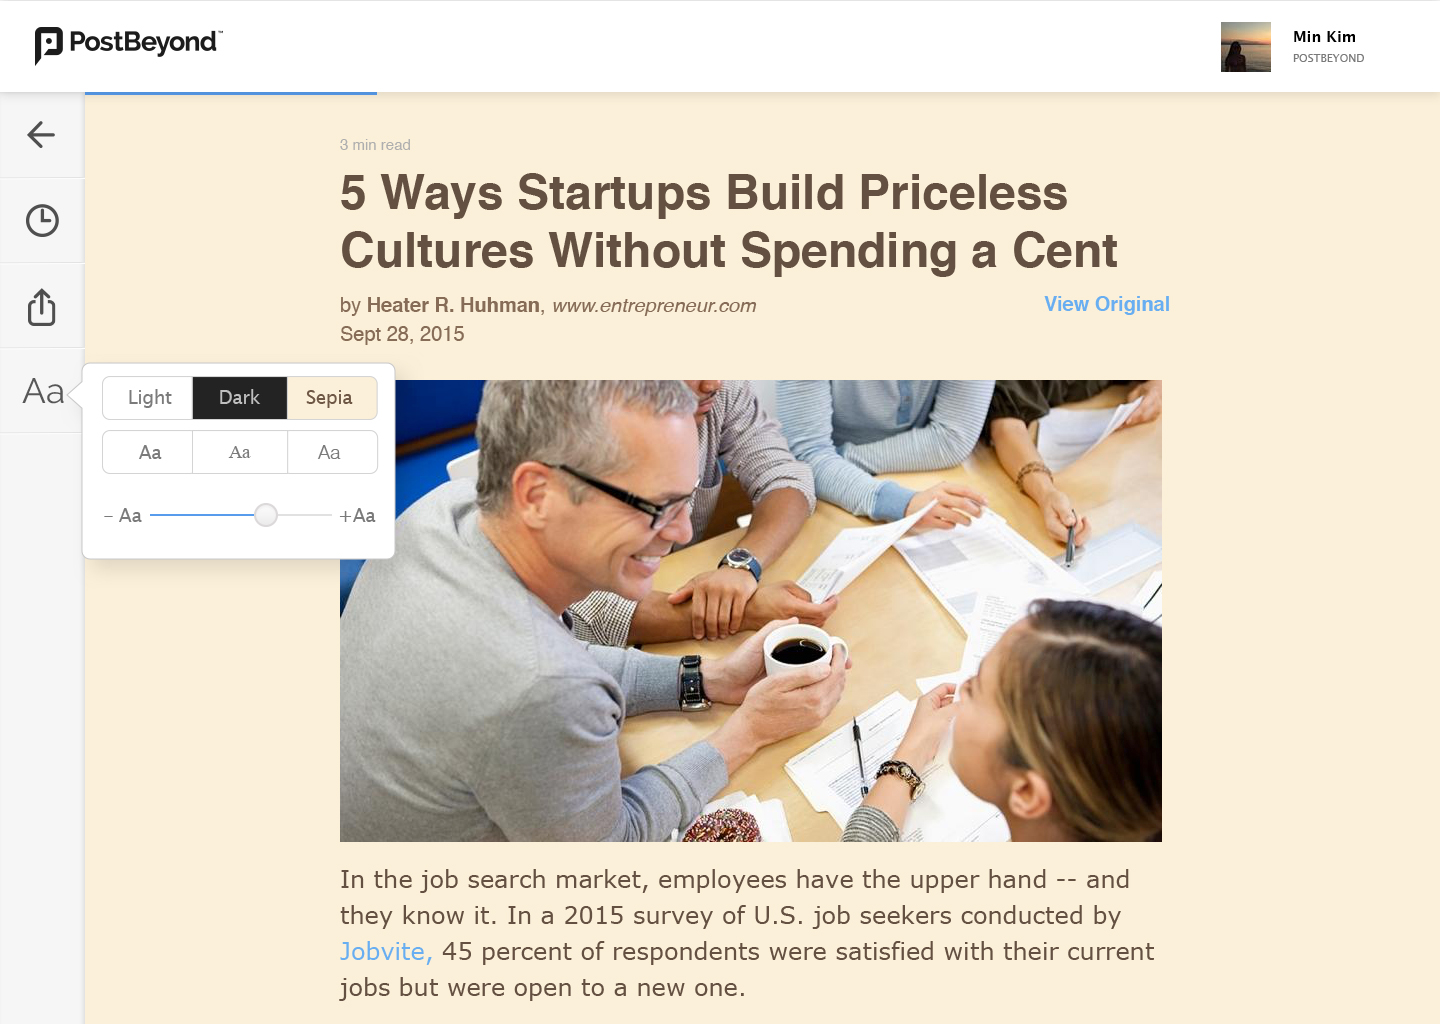 PostBeyond™
Min Kim
POSTBEYOND
3 min read
5 Ways Startups Build Priceless
Cultures Without Spending a Cent
by Heater R. Huhman, www.entrepreneur.com
View Original
Sept 28, 2015
Aa
Light Dark Sepia
Aa Aa Aa
– Aa +Aa
In the job search market, employees have the upper hand -- and
they know it. In a 2015 survey of U.S. job seekers conducted by
Jobvite, 45 percent of respondents were satisfied with their current
jobs but were open to a new one.